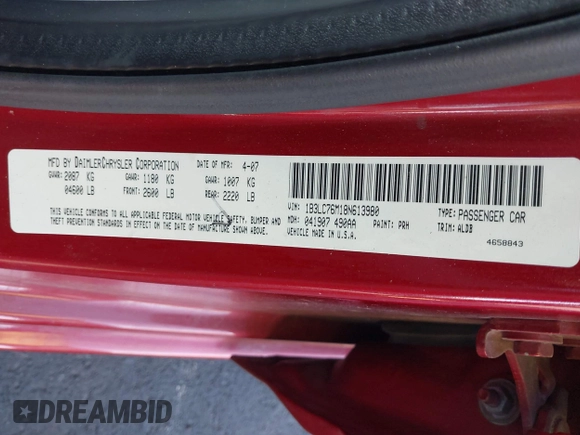 MFD BY DAIMLERCHRYSLER CORPORATION DATE OF MFR: 4-07
GVWR: 2087 KG GAWR: 1180 KG GAWR: 1007 KG
04600 LB FRONT: 2600 LB REAR: 2220 LB
THIS VEHICLE CONFORMS TO ALL APPLICABLE FEDERAL MOTOR VEHICLE SAFETY, BUMPER AND
THEFT PREVENTION STANDARDS IN EFFECT ON THE DATE OF MANUFACTURE SHOWN ABOVE.
VIN: 1B3LC76M18N613980 TYPE: PASSENGER CAR
MDH: 041907 490AA PAINT: PRH TRIM: ALDB
VEHICLE MADE IN U.S.A. 4658843
DREAMBID